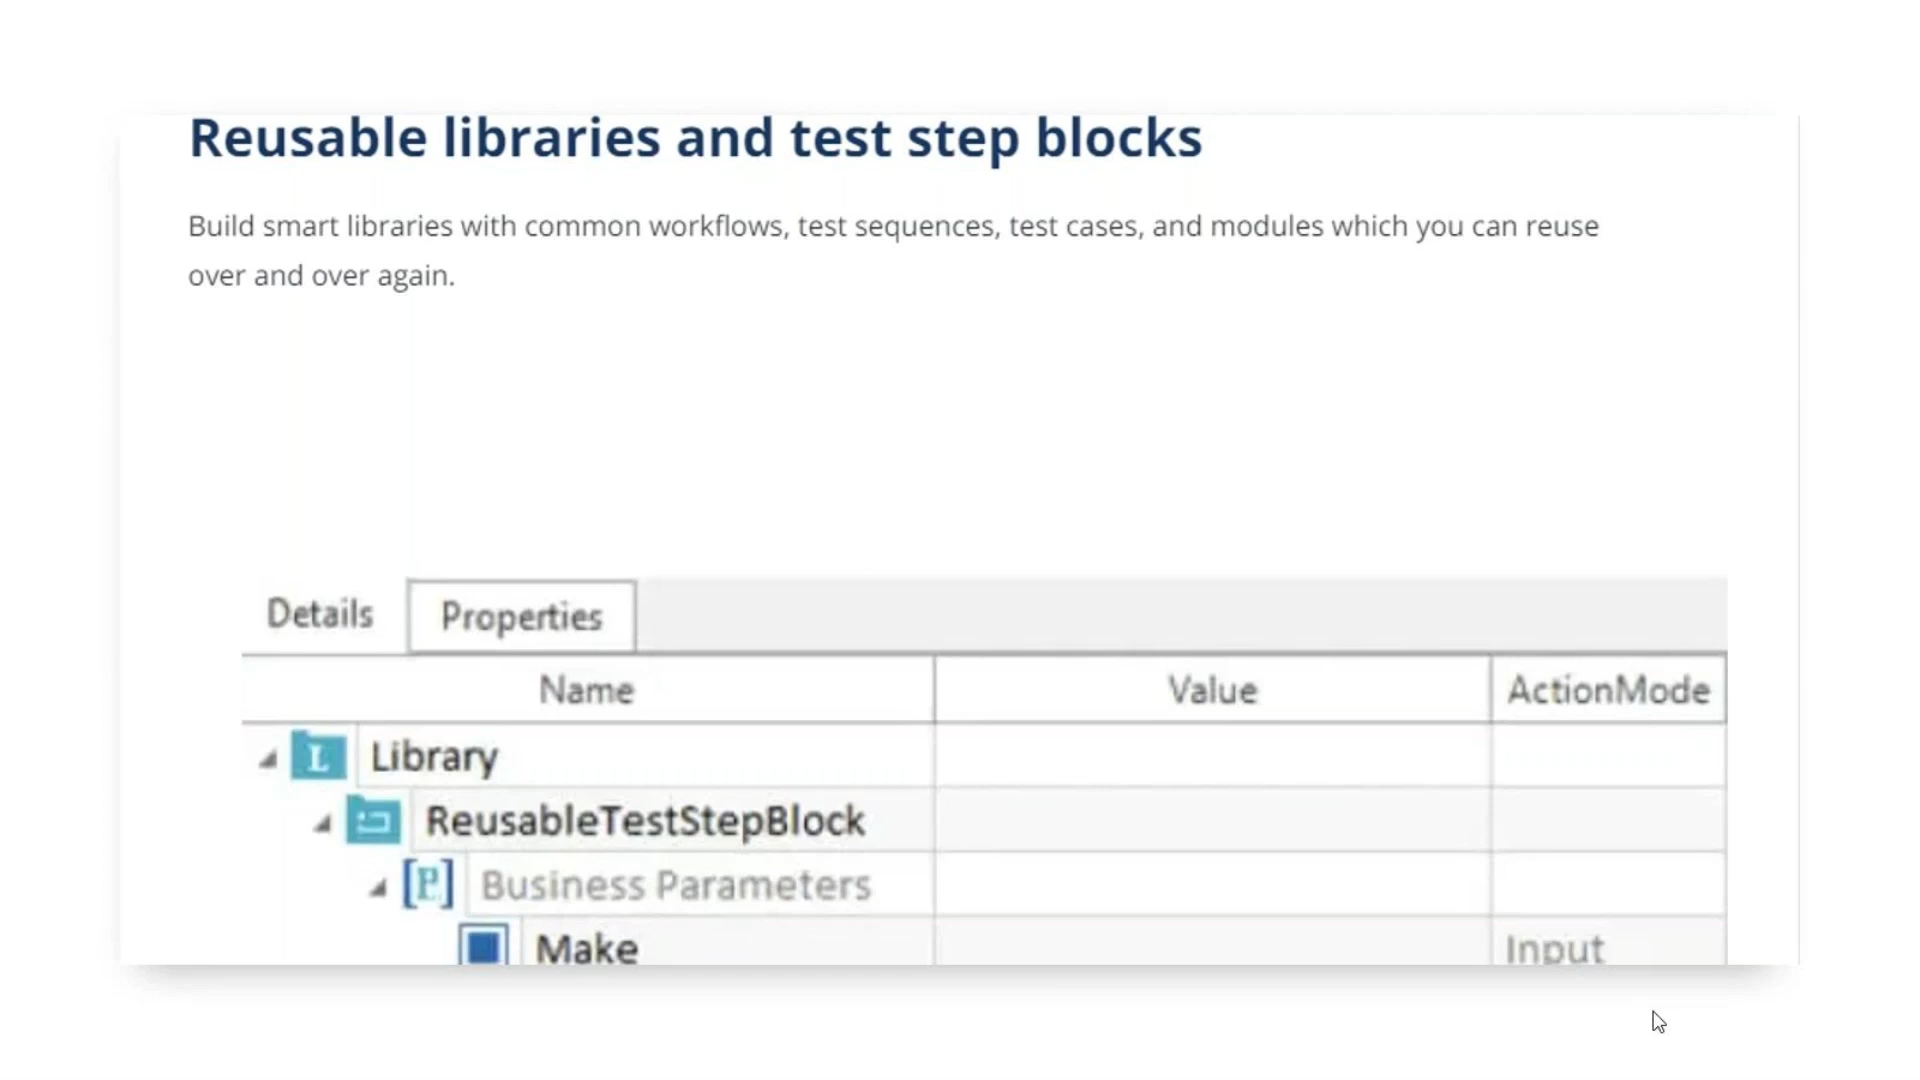 Reusable libraries and test step blocks
Build smart libraries with common workflows, test sequences, test cases, and modules which you can reuse
over and over again.
Details Properties
Name Value ActionMode
L Library
ReusableTestStepBlock
[P] Business Parameters
Make Input